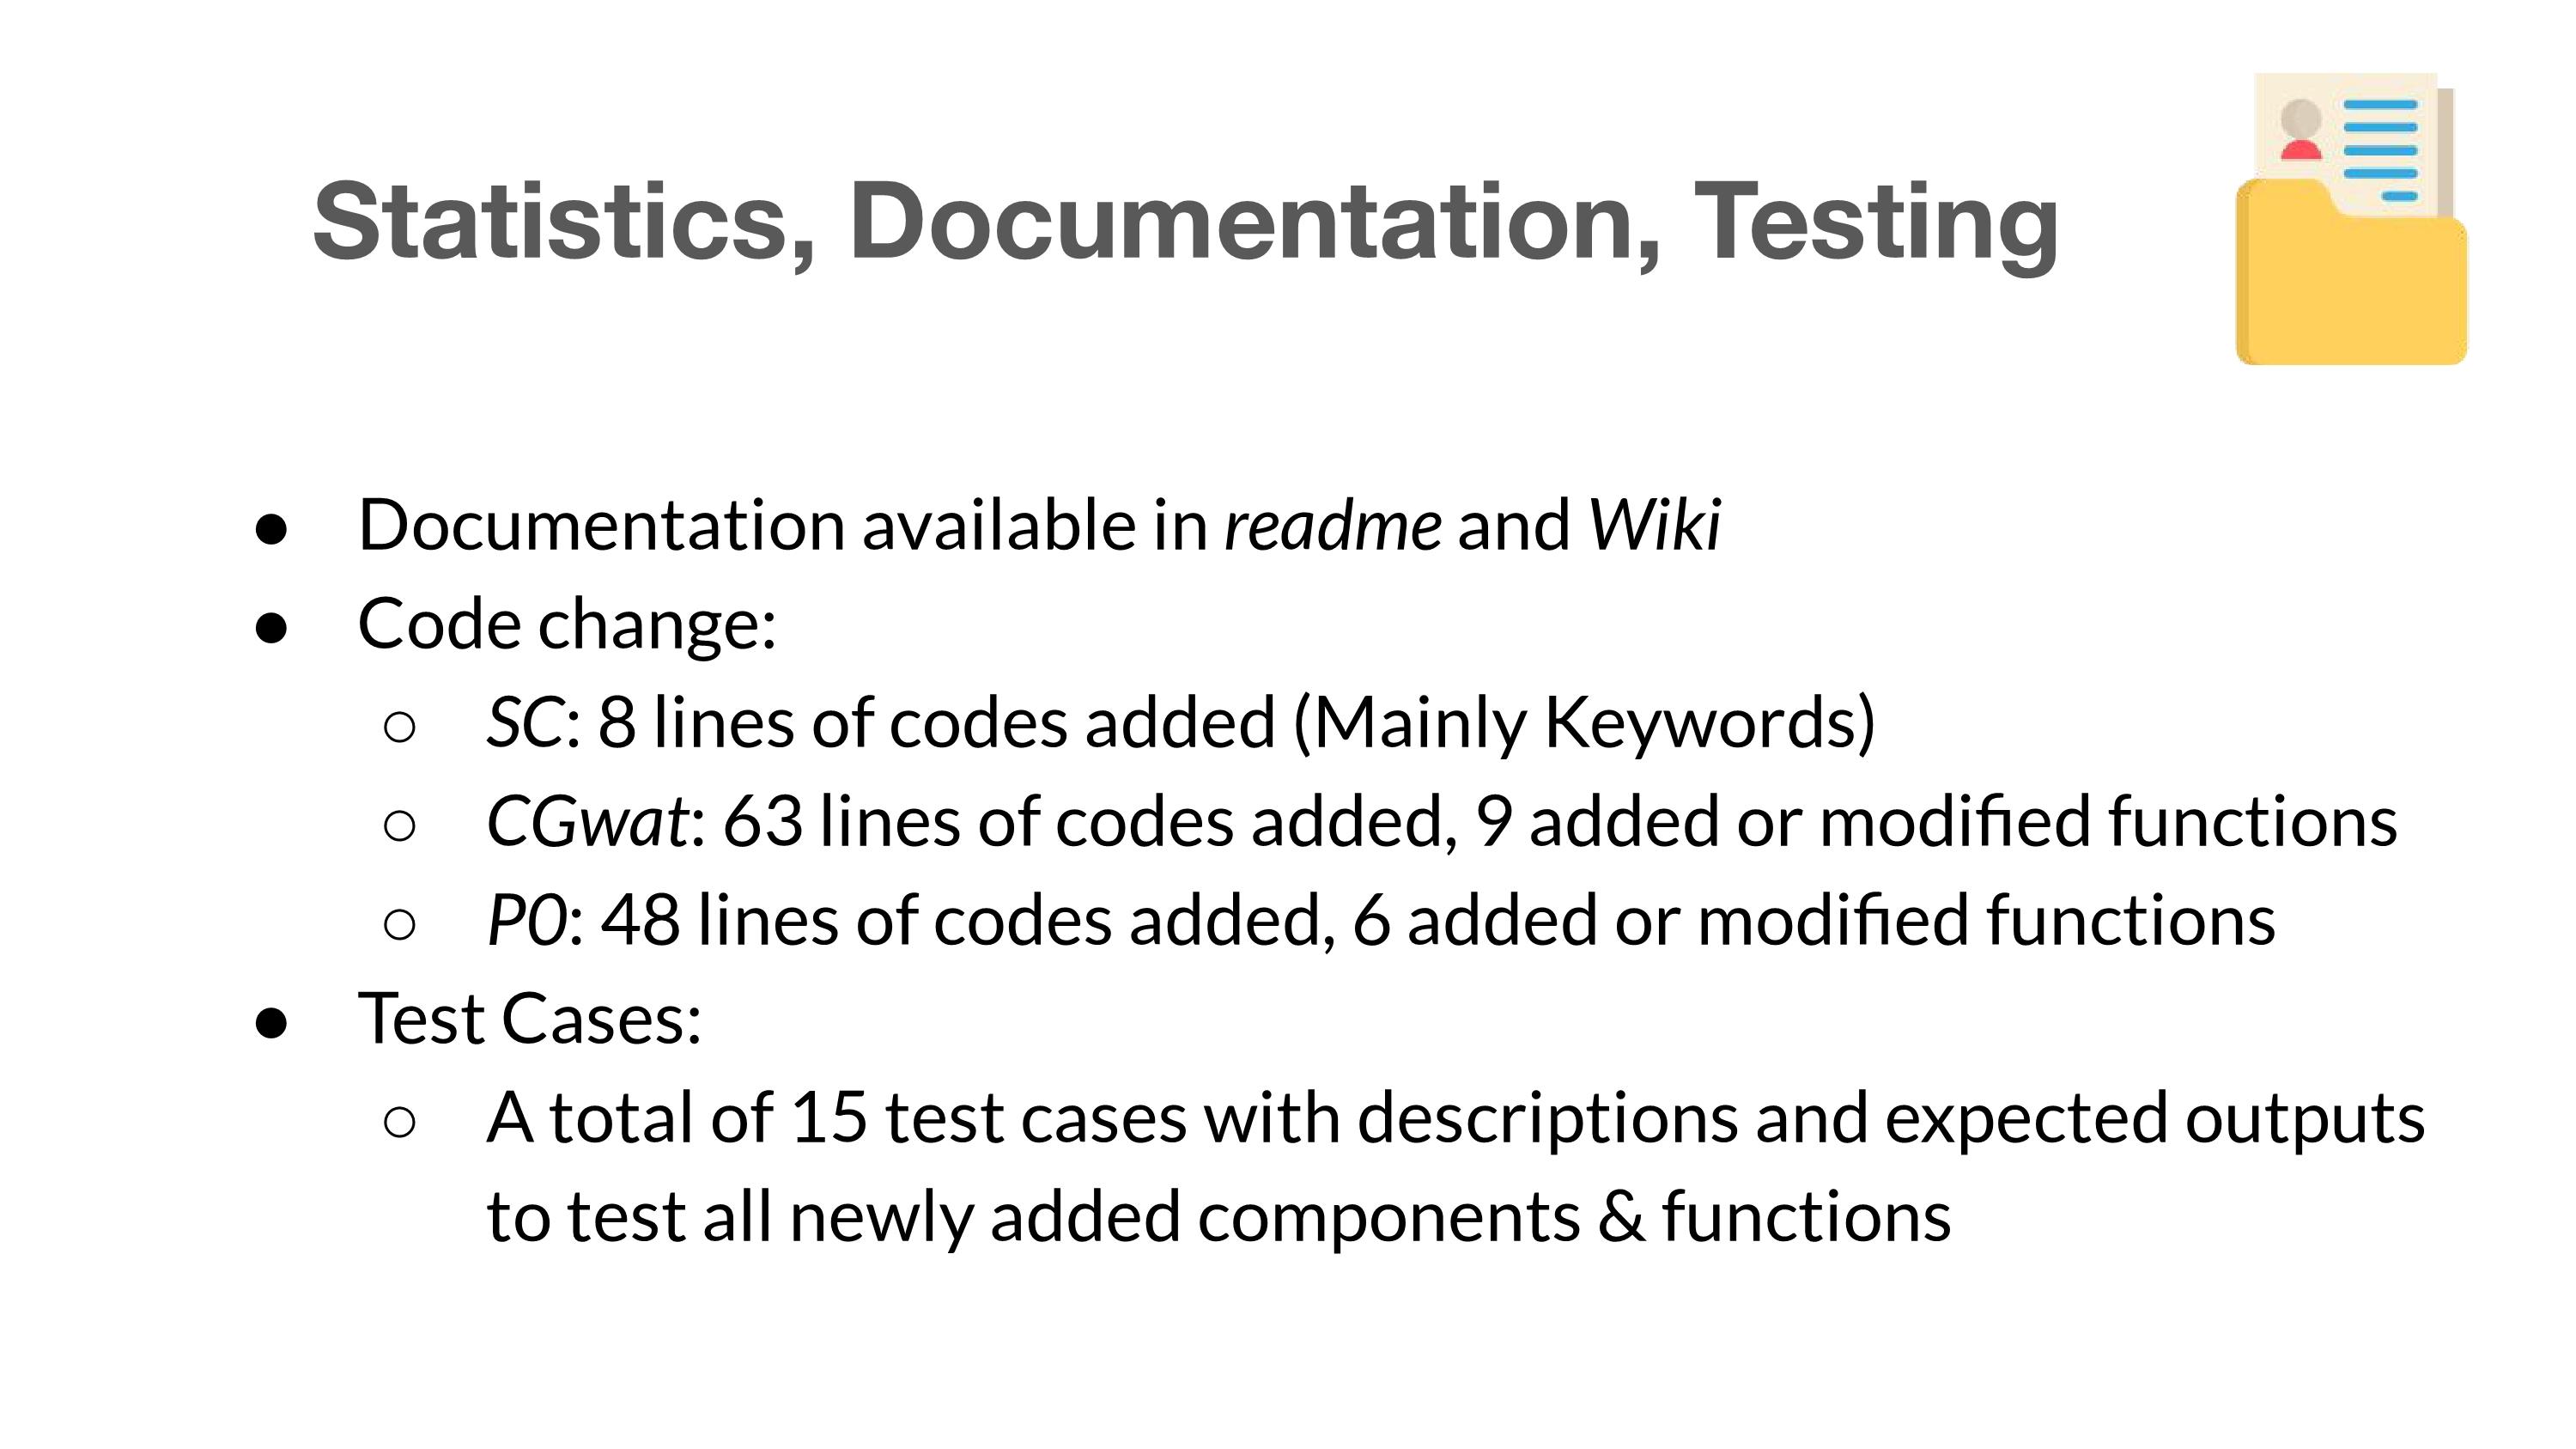 Statistics, Documentation, Testing
● Documentation available in readme and Wiki
● Code change:
○ SC: 8 lines of codes added (Mainly Keywords)
○ CGwat: 63 lines of codes added, 9 added or modified functions
○ P0: 48 lines of codes added, 6 added or modified functions
● Test Cases:
○ A total of 15 test cases with descriptions and expected outputs
to test all newly added components & functions